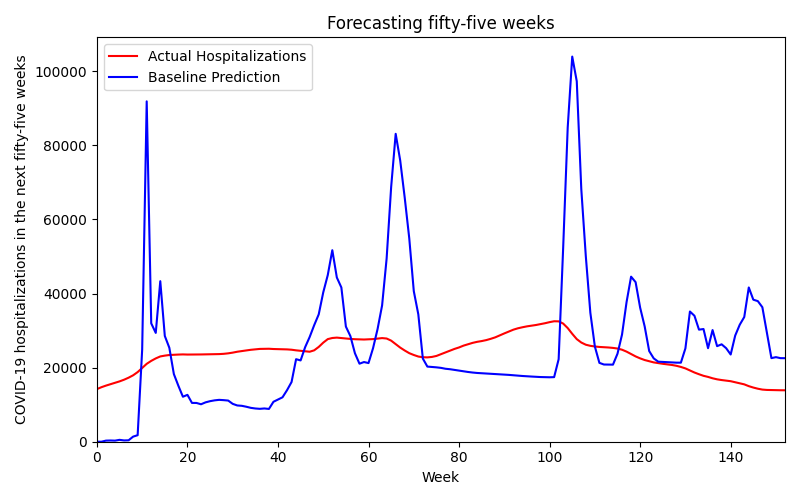 Forecasting fifty-five weeks
Actual Hospitalizations
Baseline Prediction
COVID-19 hospitalizations in the next fifty-five weeks
100000
80000
60000
40000
20000
0
0 20 40 60 80 100 120 140
Week